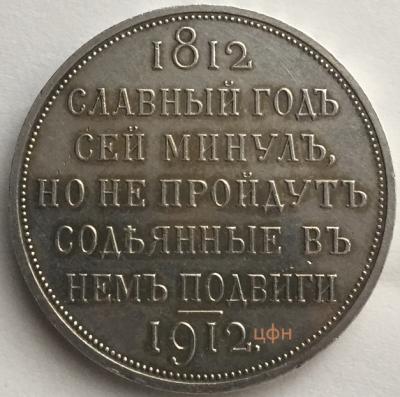 1812
СЛАВНЫЙ ГОДЪ
СЕЙ МИНУЛЪ,
НО НЕ ПРОЙДУТЪ
СОДѢЯННЫЕ ВЪ
НЕМЪ ПОДВИГИ
1912.
цфн